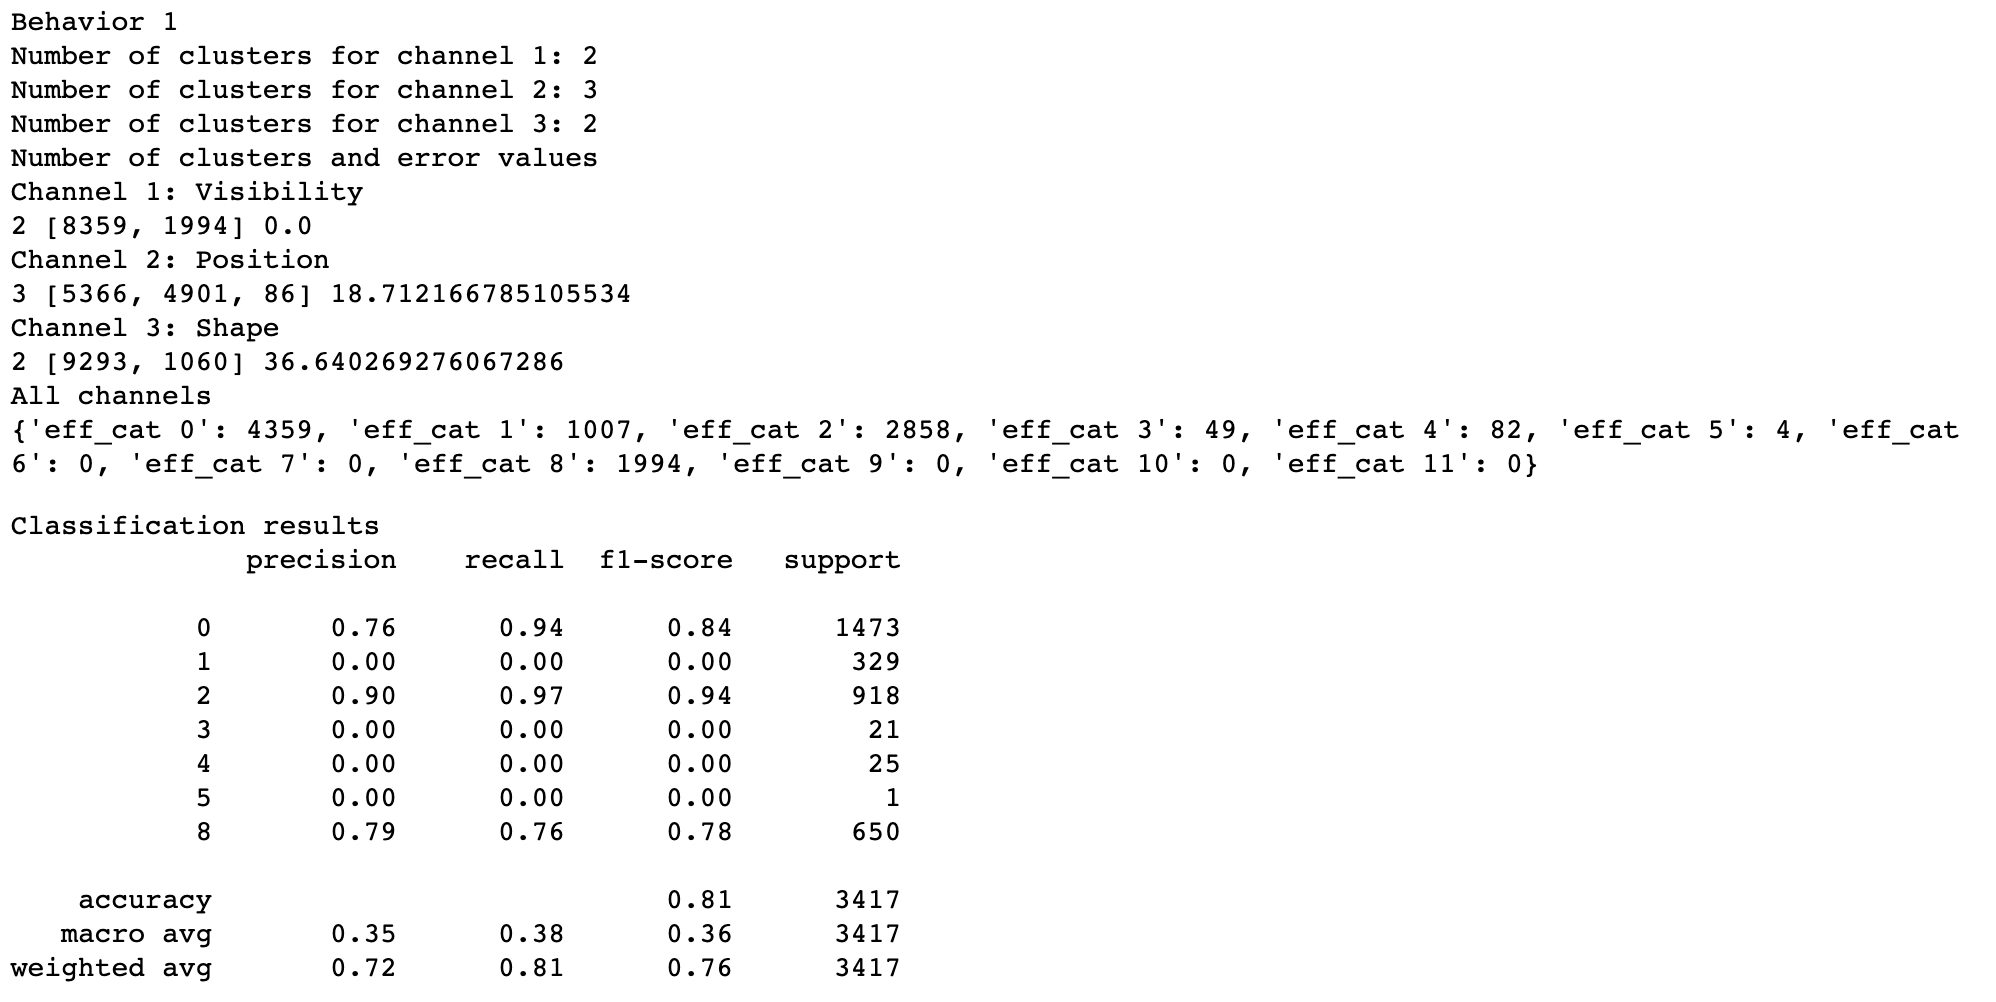 Behavior 1
Number of clusters for channel 1: 2
Number of clusters for channel 2: 3
Number of clusters for channel 3: 2
Number of clusters and error values
Channel 1: Visibility
2 [8359, 1994] 0.0
Channel 2: Position
3 [5366, 4901, 86] 18.712166785105534
Channel 3: Shape
2 [9293, 1060] 36.640269276067286
All channels
{'eff_cat 0': 4359, 'eff_cat 1': 1007, 'eff_cat 2': 2858, 'eff_cat 3': 49, 'eff_cat 4': 82, 'eff_cat 5': 4, 'eff_cat
6': 0, 'eff_cat 7': 0, 'eff_cat 8': 1994, 'eff_cat 9': 0, 'eff_cat 10': 0, 'eff_cat 11': 0}
Classification results
precision recall f1-score support
0 0.76 0.94 0.84 1473
1 0.00 0.00 0.00 329
2 0.90 0.97 0.94 918
3 0.00 0.00 0.00 21
4 0.00 0.00 0.00 25
5 0.00 0.00 0.00 1
8 0.79 0.76 0.78 650
accuracy 0.81 3417
macro avg 0.35 0.38 0.36 3417
weighted avg 0.72 0.81 0.76 3417